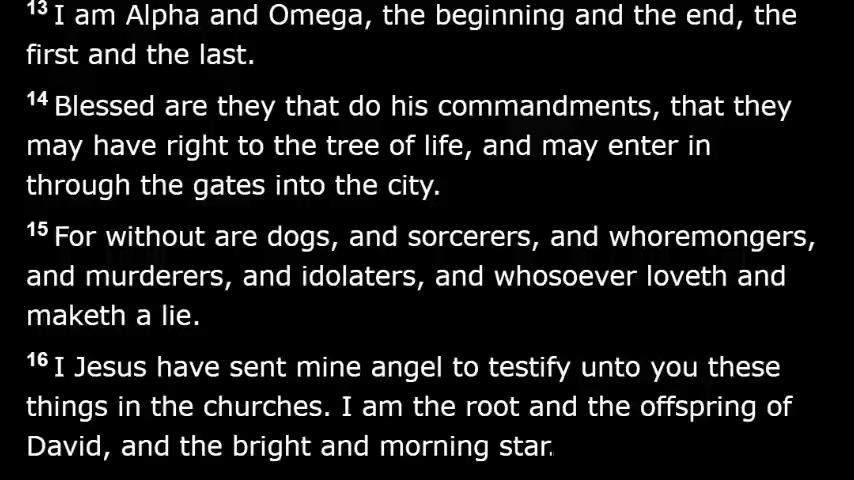 13 I am Alpha and Omega, the beginning and the end, the
first and the last.
14 Blessed are they that do his commandments, that they
may have right to the tree of life, and may enter in
through the gates into the city.
15 For without are dogs, and sorcerers, and whoremongers,
and murderers, and idolaters, and whosoever loveth and
maketh a lie.
16 I Jesus have sent mine angel to testify unto you these
things in the churches. I am the root and the offspring of
David, and the bright and morning star.